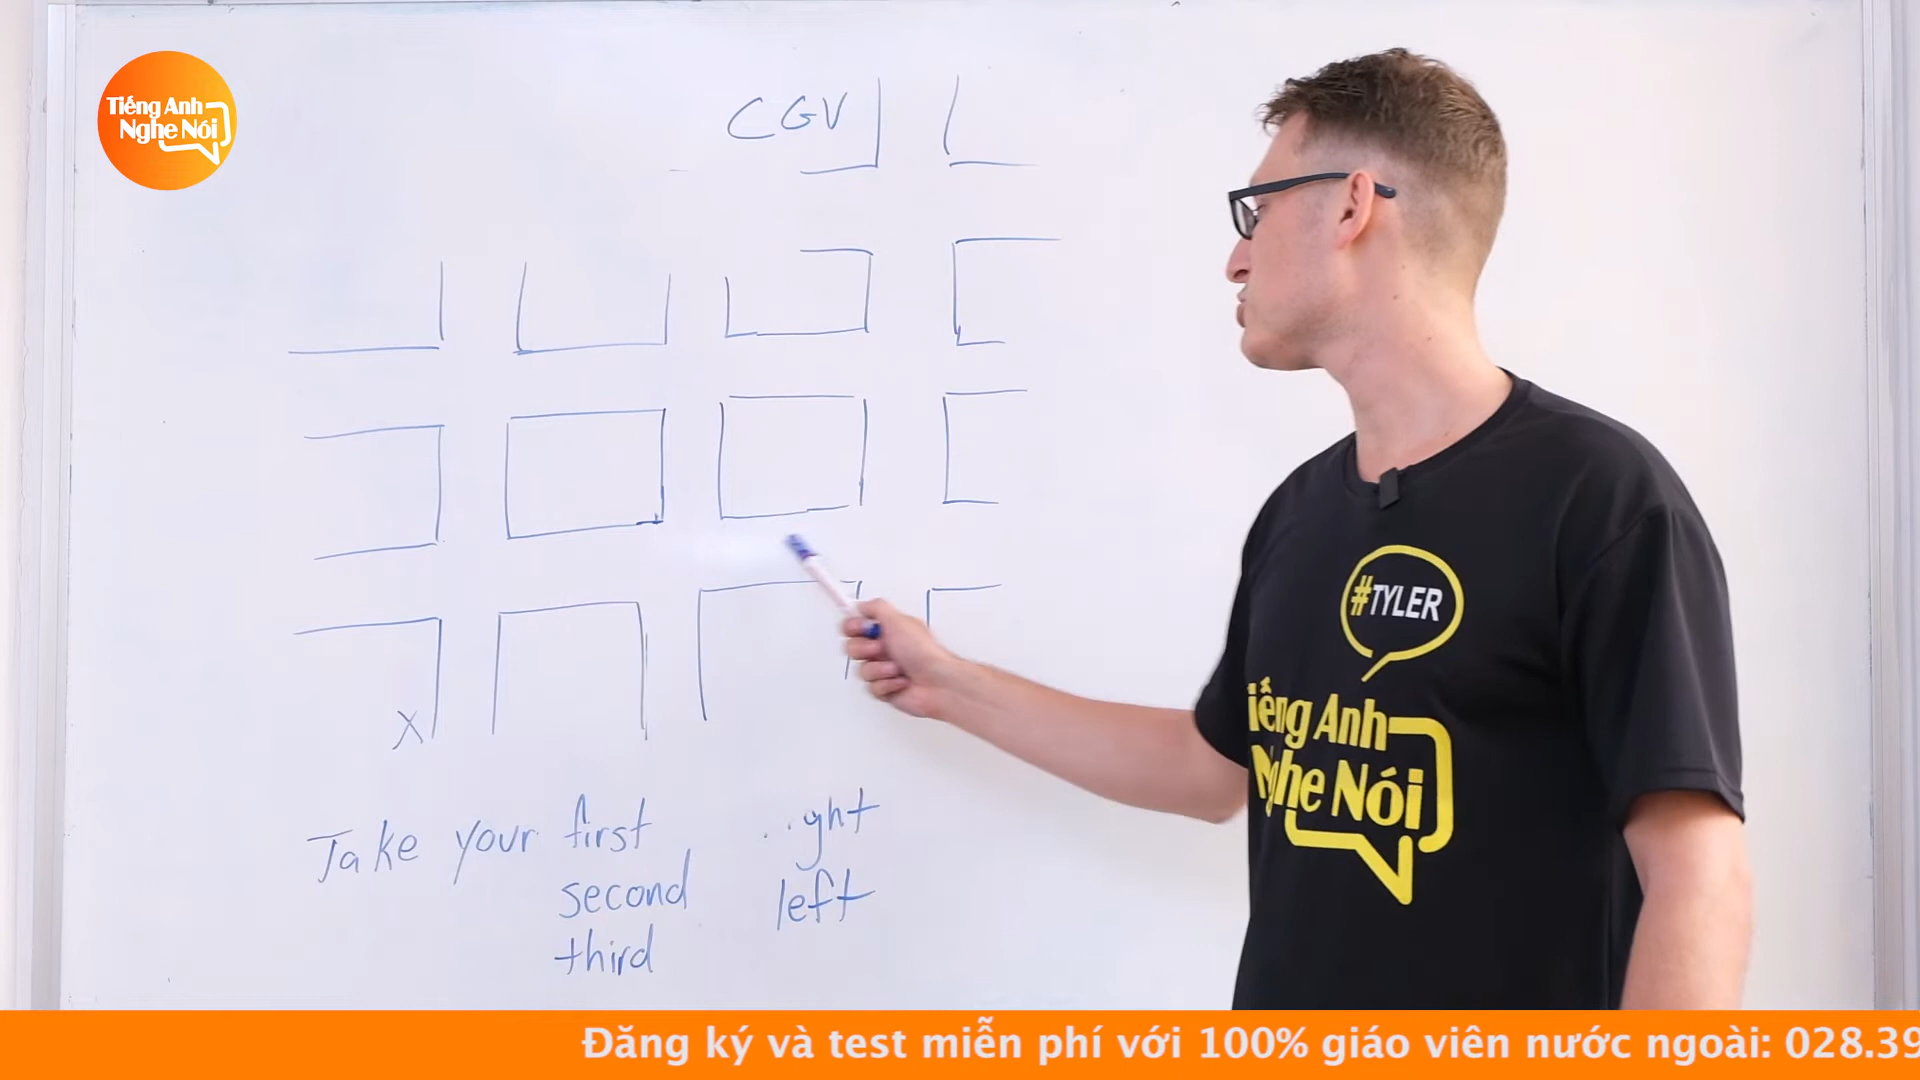 Tiếng Anh
Nghe Nói
CGV
#TYLER
iếng Anh
Nghe Nói
X
Take your first ..ght
second left
third
Đăng ký và test miễn phí với 100% giáo viên nước ngoài: 028.39